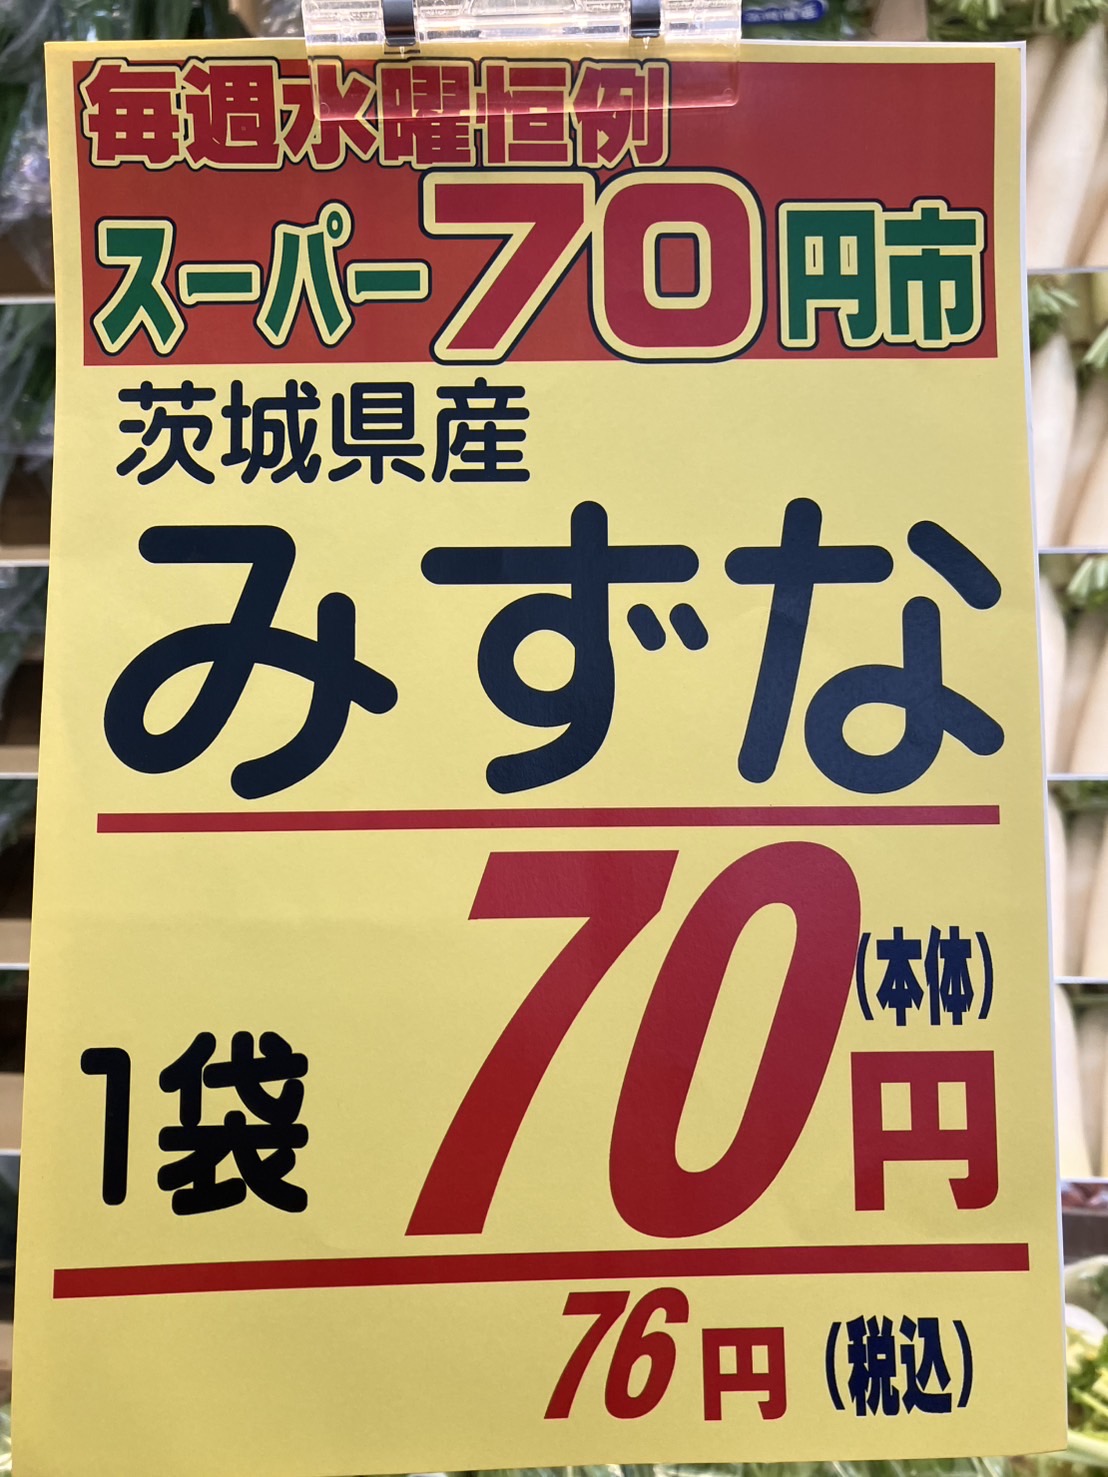 毎週水曜恒例
スーパー70円市
茨城県産
みずな
1袋 70円(本体)
76円(税込)